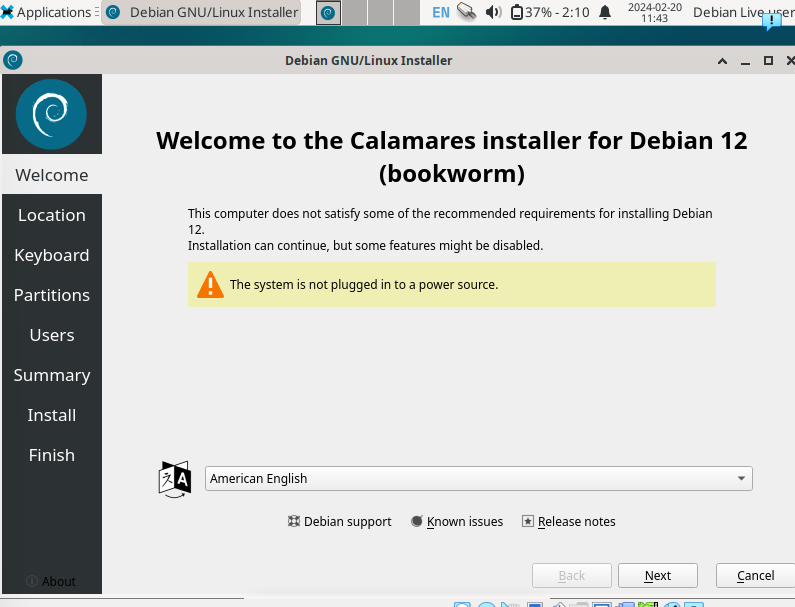 Applications
Debian GNU/Linux Installer
EN
37% - 2:10
2024-02-20
11:43
Debian Live user
Debian GNU/Linux Installer
Welcome
Location
Keyboard
Partitions
Users
Summary
Install
Finish
About
Welcome to the Calamares installer for Debian 12
(bookworm)
This computer does not satisfy some of the recommended requirements for installing Debian
12.
Installation can continue, but some features might be disabled.
The system is not plugged in to a power source.
American English
Debian support
Known issues
Release notes
Back
Next
Cancel